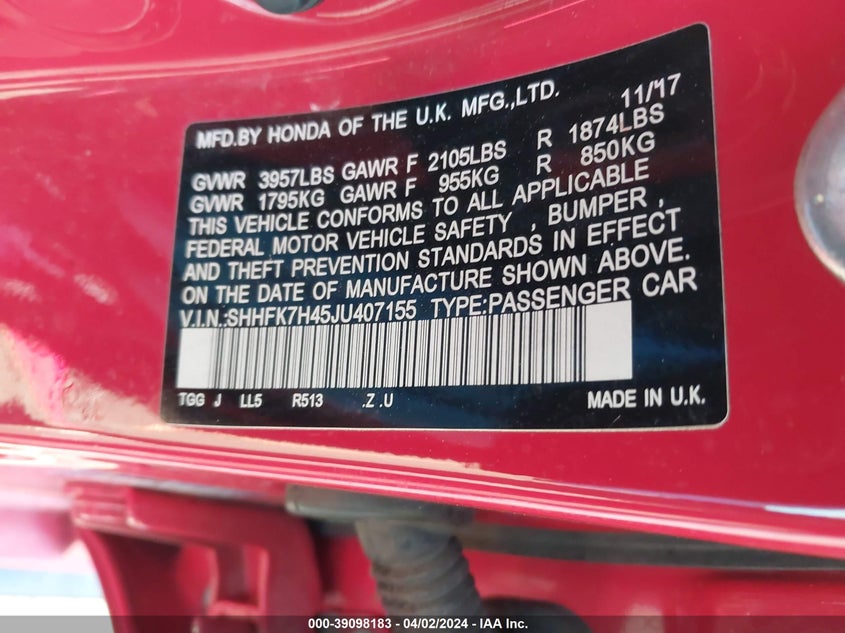 MFD.BY HONDA OF THE U.K. MFG.,LTD. 11/'17
GVWR 3957LBS GAWR F 2105LBS R 1874LBS
GVWR 1795KG GAWR F 955KG R 850KG
THIS VEHICLE CONFORMS TO ALL APPLICABLE
FEDERAL MOTOR VEHICLE SAFETY , BUMPER ,
AND THEFT PREVENTION STANDARDS IN EFFECT
ON THE DATE OF MANUFACTURE SHOWN ABOVE.
V.I.N.:SHHFK7H45JU407155 TYPE:PASSENGER CAR
TGG J LL5 R513 .Z .U MADE IN U.K.
000-39098183 - 04/02/2024 - IAA Inc.